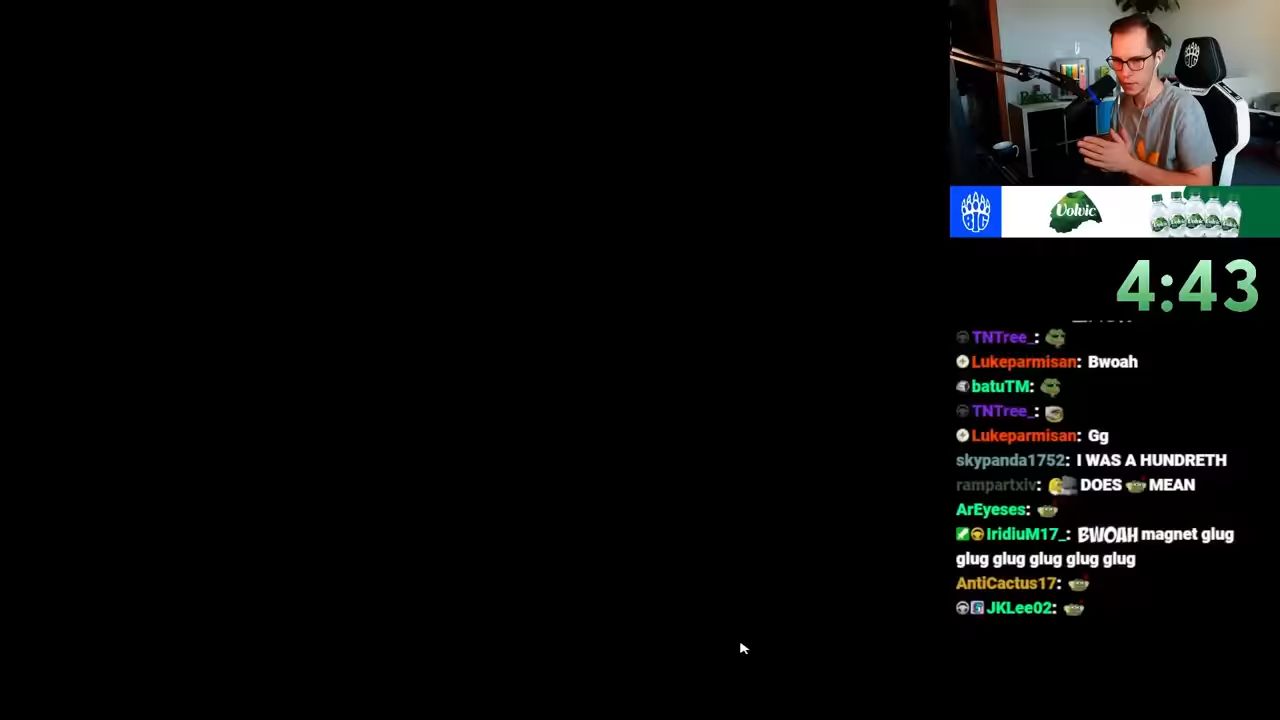 BIG
Volvic
4:43
TNTree_:
Lukeparmisan: Bwoah
batuTM:
TNTree_:
Lukeparmisan: Gg
skypanda1752: I WAS A HUNDRETH
rampartxiv: DOES MEAN
ArEyeses:
IridiuM17_: BWOAH magnet glug
glug glug glug glug glug
AntiCactus17:
JKLee02: